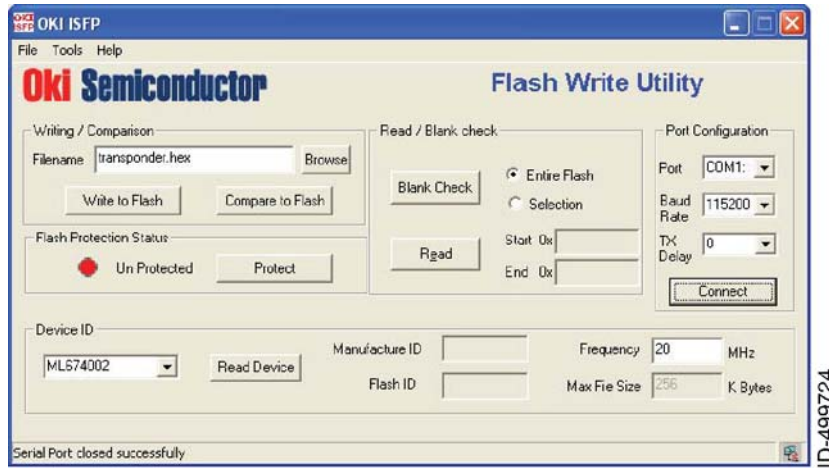 OKI ISFP
OKI ISFP
File Tools Help
Oki Semiconductor
Flash Write Utility
Writing / Comparison
Filename transponder.hex Browse
Write to Flash Compare to Flash
Flash Protection Status
Un Protected Protect
Read / Blank check
Blank Check
Entire Flash
Selection
Read
Start 0x
End 0x
Port Configuration
Port COM1:
Baud Rate 115200
TX Delay 0
Connect
Device ID
ML674002 Read Device
Manufacture ID
Flash ID
Frequency 20 MHz
Max Fie Size 256 K Bytes
Serial Port closed successfully
ID-499724